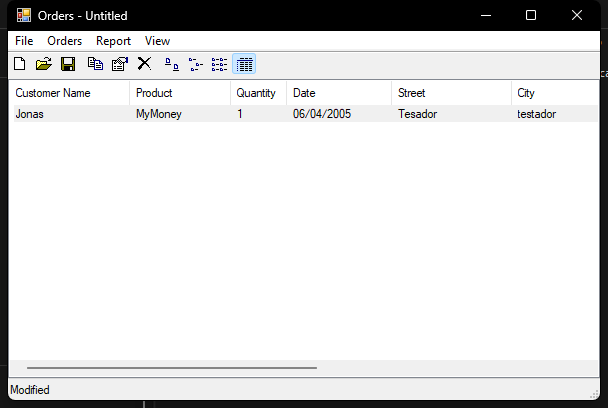 Orders - Untitled
File Orders Report View
Customer Name Product Quantity Date Street City
Jonas MyMoney 1 06/04/2005 Tesador testador
Modified